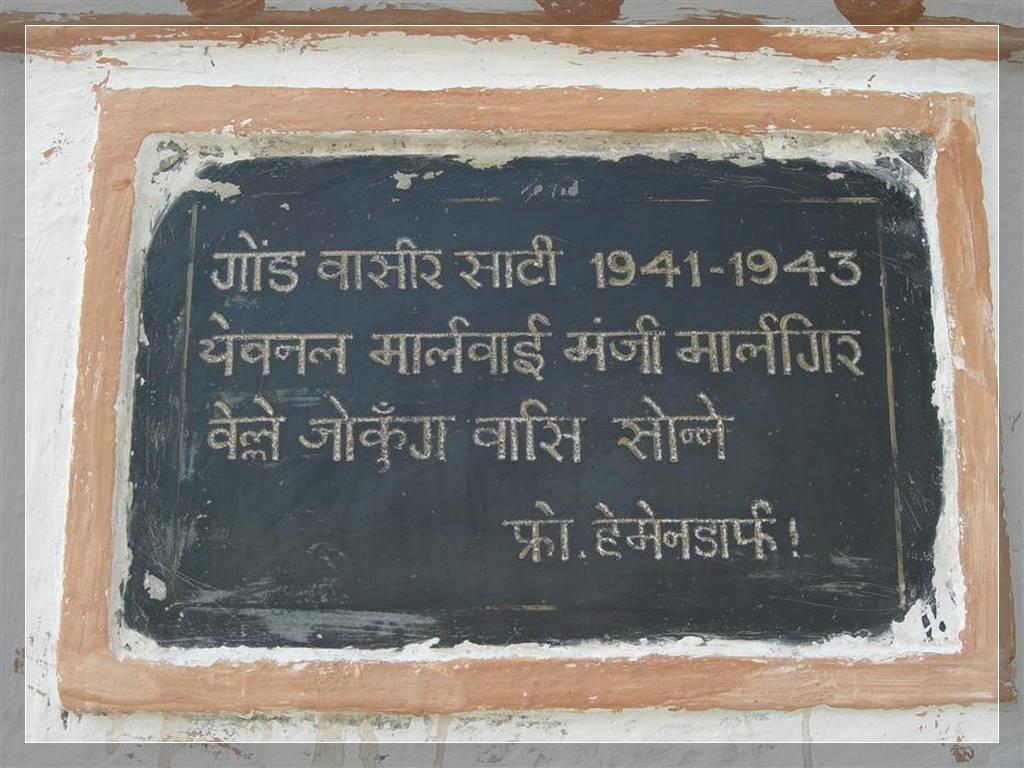 गोंड वासीर साटी 1941-1943
येवनल मार्लवाई मंजी मार्लगिर
वेल्ले जोकुँग वासि सोन्ने
फ्रो. हेमेनडार्फ!